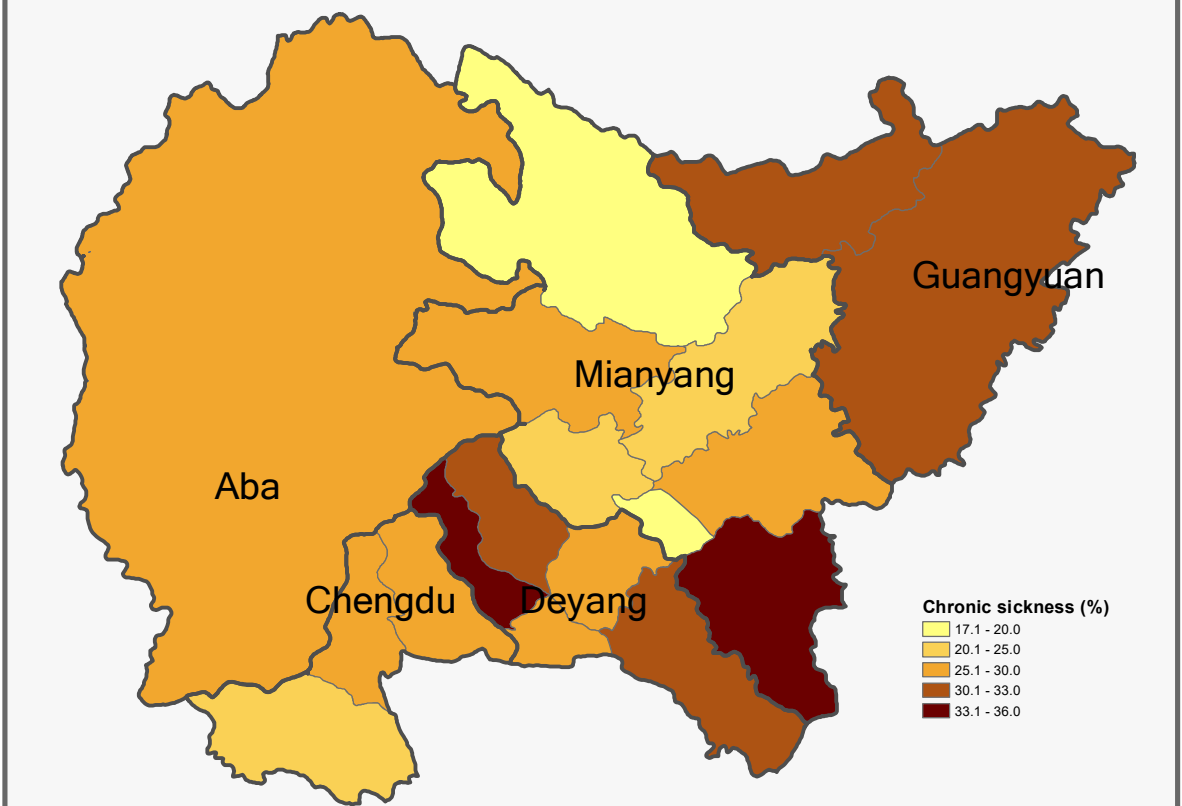 Guangyuan
Mianyang
Aba
Chengdu
Deyang
Chronic sickness (%)
17.1 - 20.0
20.1 - 25.0
25.1 - 30.0
30.1 - 33.0
33.1 - 36.0